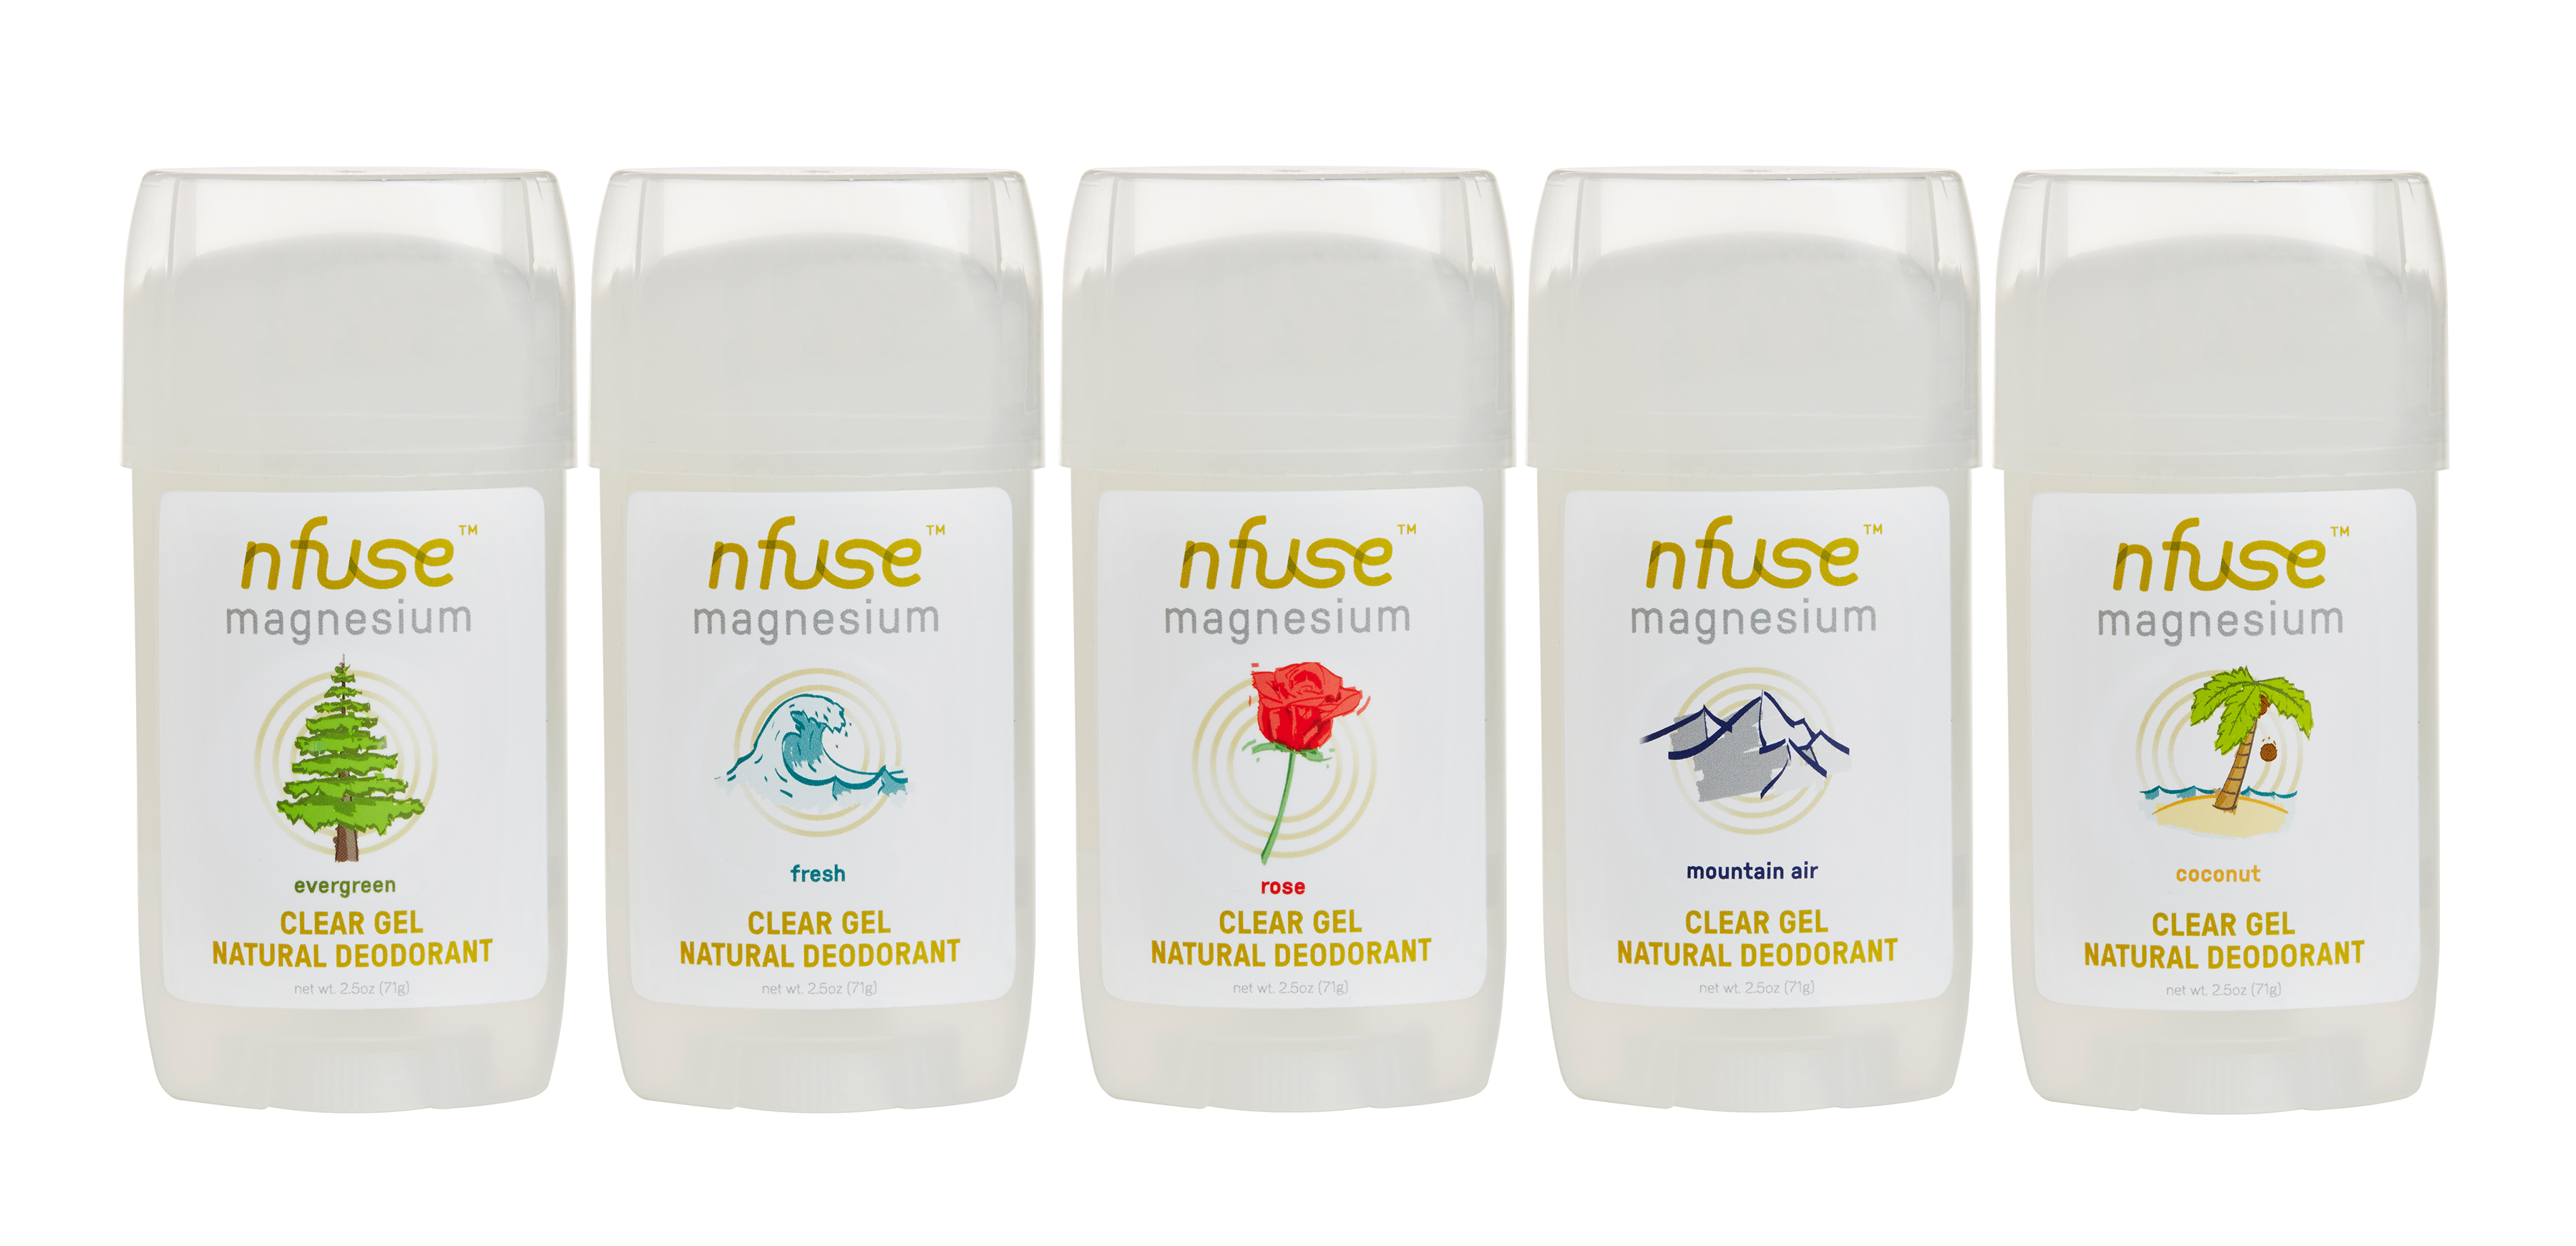 nfuse™
magnesium
evergreen
CLEAR GEL
NATURAL DEODORANT
net wt. 2.5oz (71g)
nfuse™
magnesium
fresh
CLEAR GEL
NATURAL DEODORANT
net wt. 2.5oz (71g)
nfuse™
magnesium
rose
CLEAR GEL
NATURAL DEODORANT
net wt. 2.5oz (71g)
nfuse™
magnesium
mountain air
CLEAR GEL
NATURAL DEODORANT
net wt. 2.5oz (71g)
nfuse™
magnesium
coconut
CLEAR GEL
NATURAL DEODORANT
net wt. 2.5oz (71g)